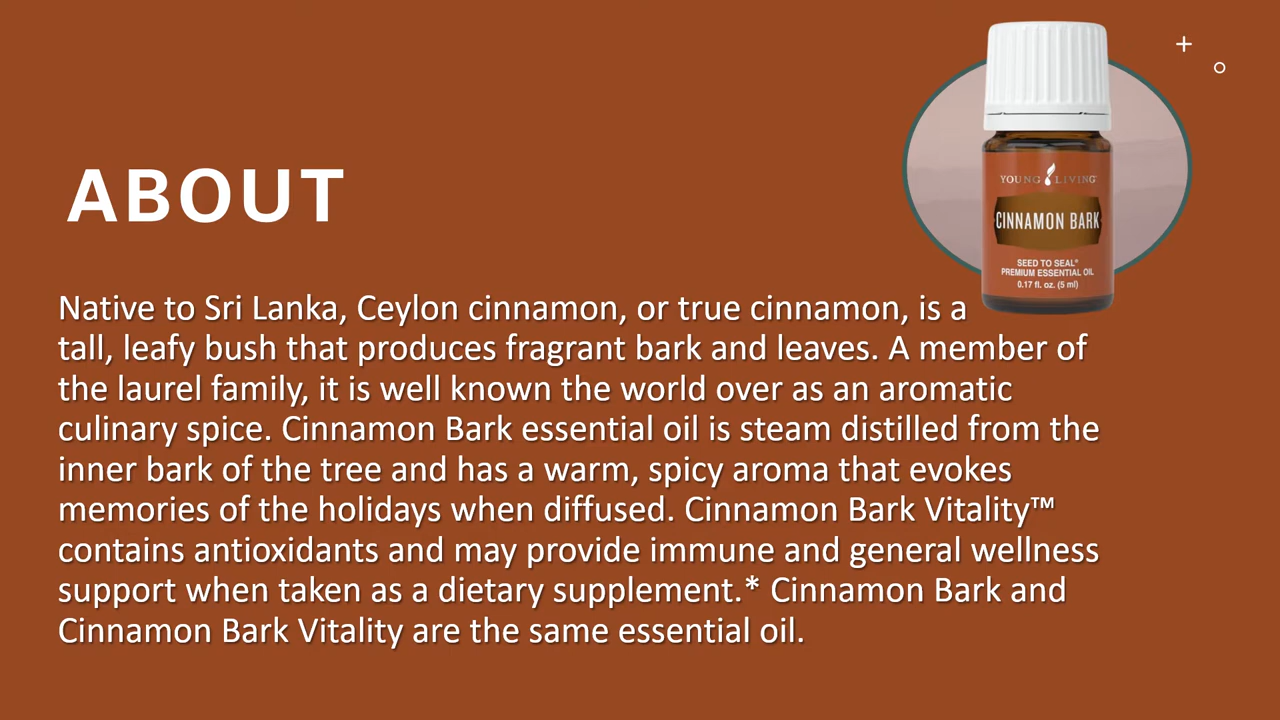 YOUNG LIVING
CINNAMON BARK
SEED TO SEAL®
PREMIUM ESSENTIAL OIL
0.17 fl. oz. (5 ml)
ABOUT
Native to Sri Lanka, Ceylon cinnamon, or true cinnamon, is a
tall, leafy bush that produces fragrant bark and leaves. A member of
the laurel family, it is well known the world over as an aromatic
culinary spice. Cinnamon Bark essential oil is steam distilled from the
inner bark of the tree and has a warm, spicy aroma that evokes
memories of the holidays when diffused. Cinnamon Bark Vitality™
contains antioxidants and may provide immune and general wellness
support when taken as a dietary supplement.* Cinnamon Bark and
Cinnamon Bark Vitality are the same essential oil.